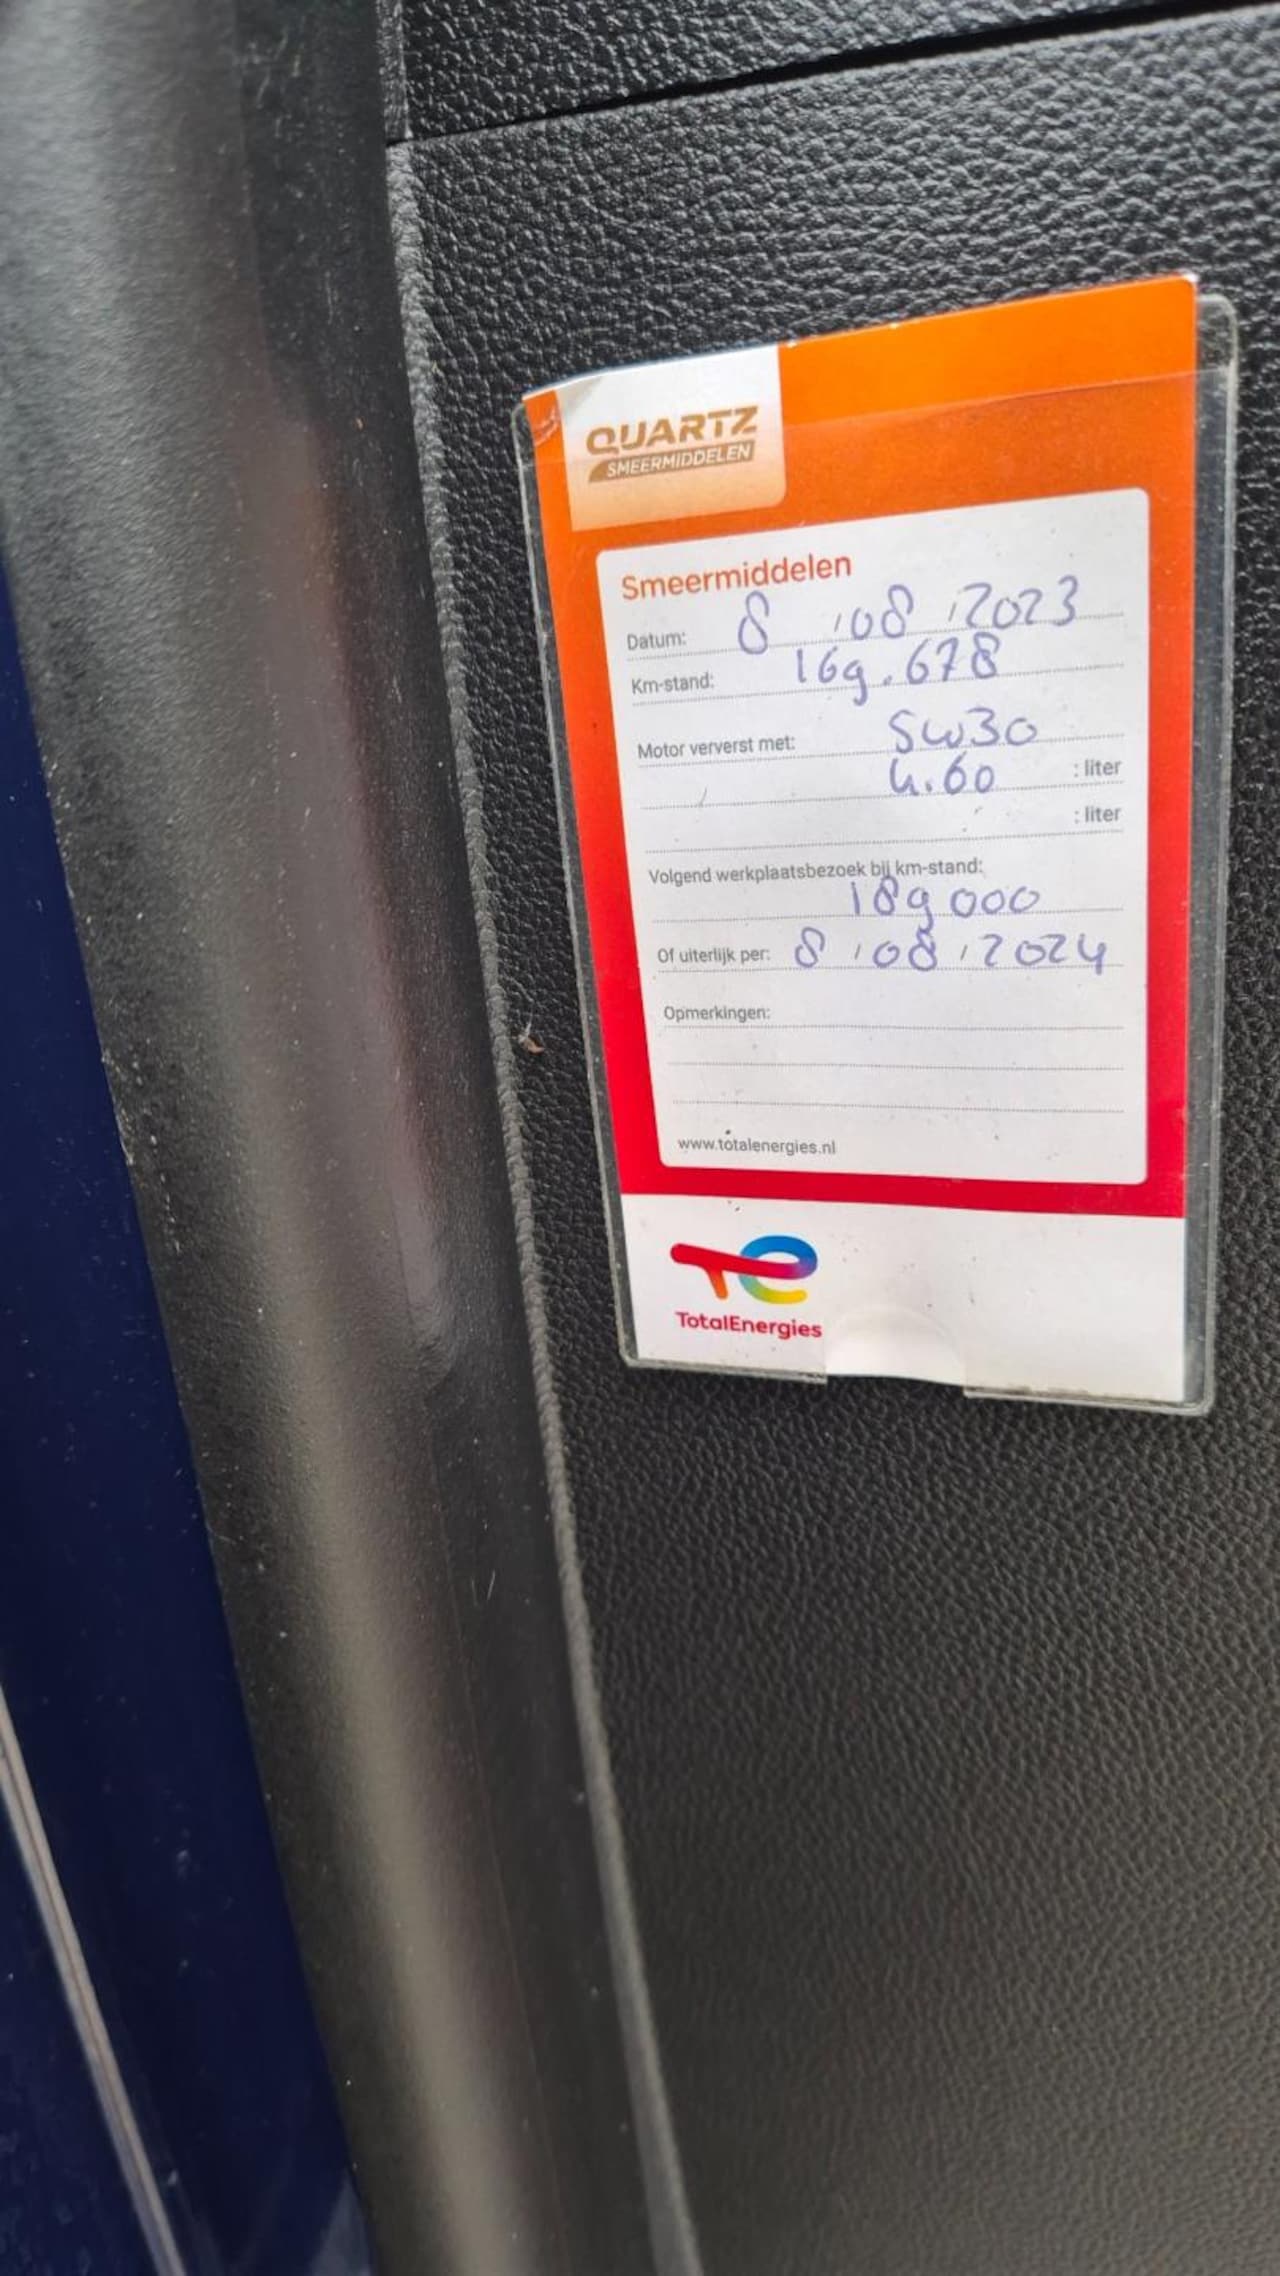 QUARTZ
SMEERMIDDELEN
Smeermiddelen
Datum: 8 / 08 / 2023
Km-stand: 169.678
Motor ververst met: 5w30
4.60 : liter
: liter
Volgend werkplaatsbezoek bij km-stand:
189000
Of uiterlijk per: 8 / 08 / 2024
Opmerkingen:
www.totalenergies.nl
TotalEnergies